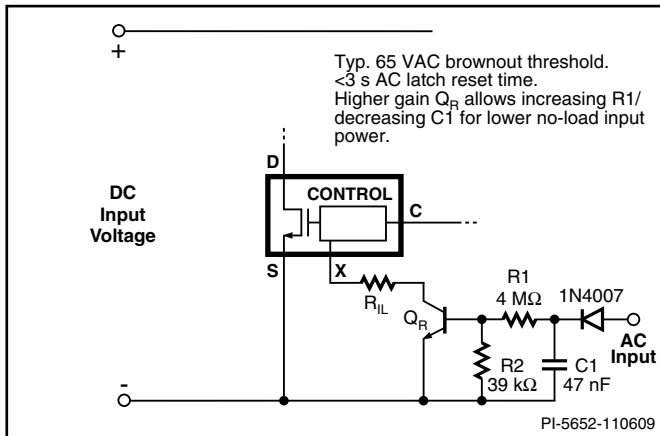 +
Typ. 65 VAC brownout threshold.
<3 s AC latch reset time.
Higher gain QR allows increasing R1/
decreasing C1 for lower no-load input
power.
D
CONTROL
C
DC
Input
Voltage
S
X
RIL
QR
R1
4 MΩ
1N4007
AC
Input
R2
39 kΩ
C1
47 nF
-
PI-5652-110609